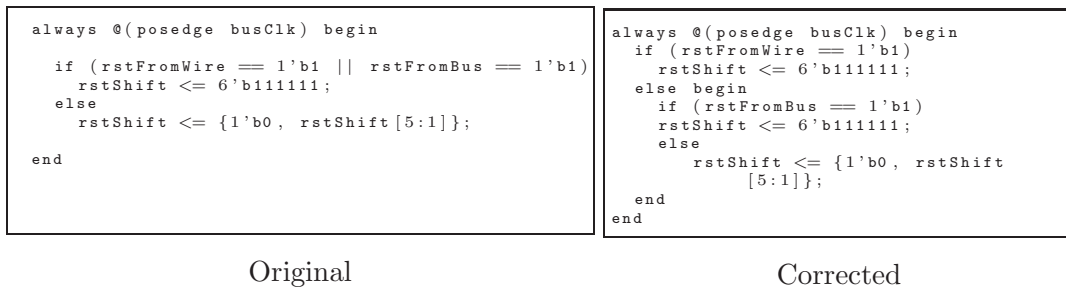 always @(posedge busClk) begin
if (rstFromWire == 1'b1 || rstFromBus == 1'b1)
rstShift <= 6'b111111;
else
rstShift <= {1'b0, rstShift[5:1]};
end
Original
always @(posedge busClk) begin
if (rstFromWire == 1'b1)
rstShift <= 6'b111111;
else begin
if (rstFromBus == 1'b1)
rstShift <= 6'b111111;
else
rstShift <= {1'b0, rstShift
[5:1]};
end
end
Corrected